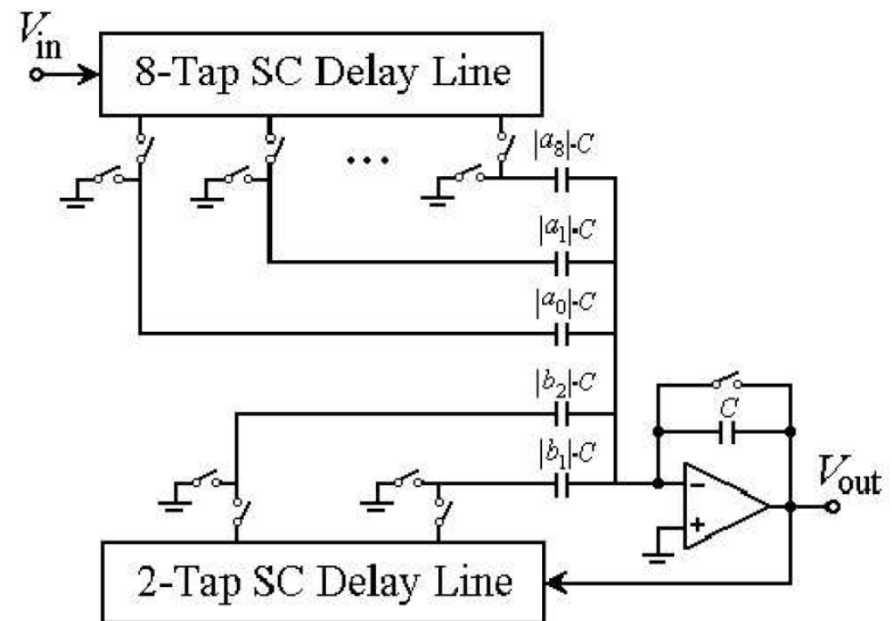 V_in
8-Tap SC Delay Line
|a_8|·C
|a_1|·C
|a_0|·C
|b_2|·C
C
|b_1|·C
V_out
2-Tap SC Delay Line